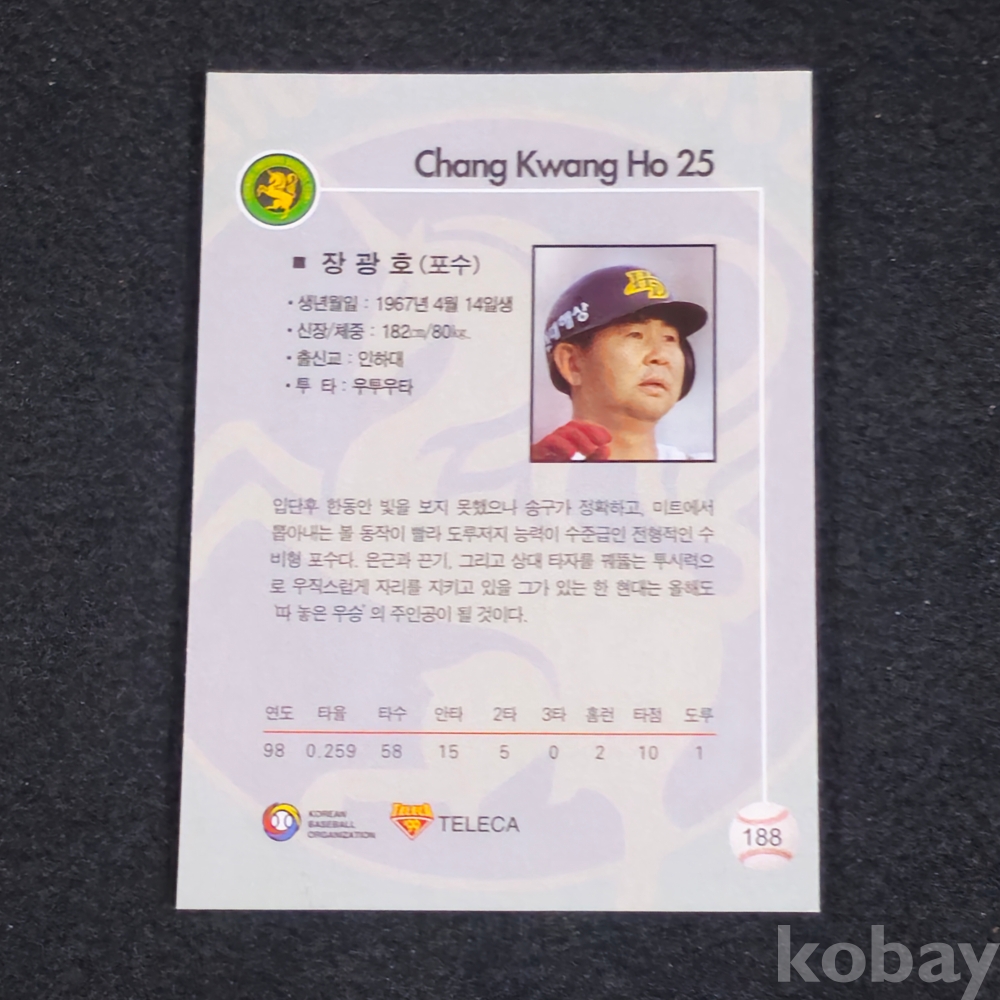 Chang Kwang Ho 25
■ 장 광 호 (포수)
· 생년월일 : 1967년 4월 14일생
· 신장/체중 : 182cm/80kg.
· 출신교 : 인하대
· 투 타 : 우투우타
HD
입단후 한동안 빛을 보지 못했으나 송구가 정확하고, 미트에서
뽑아내는 볼 동작이 빨라 도루저지 능력이 수준급인 전형적인 수
비형 포수다. 은근과 끈기, 그리고 상대 타자를 꿰뚫는 투시력으
로 우직스럽게 자리를 지키고 있을 그가 있는 한 현대는 올해도
'따 놓은 우승' 의 주인공이 될 것이다.
연도 타율 타수 안타 2타 3타 홈런 타점 도루
98 0.259 58 15 5 0 2 10 1
KOREAN
BASEBALL
ORGANIZATION
TELECA
'99
TELECA
188
kobay